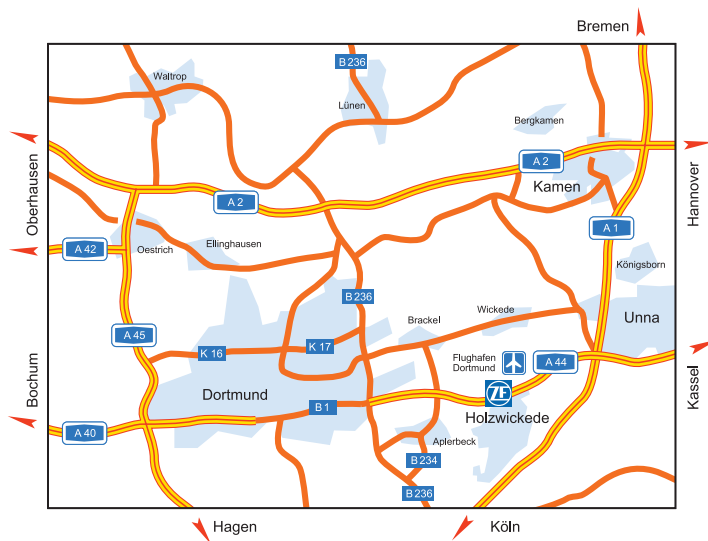 Bremen
B 236
Waltrop
Lünen
Bergkamen
Oberhausen
A 2
Kamen
Hannover
A 2
A 1
A 42
Oestrich
Ellinghausen
Königsborn
B 236
Wickede
Brackel
Unna
A 45
K 17
K 16
Flughafen
Dortmund
A 44
Bochum
Kassel
Dortmund
ZF
B 1
Holzwickede
A 40
Aplerbeck
B 234
B 236
Hagen
Köln